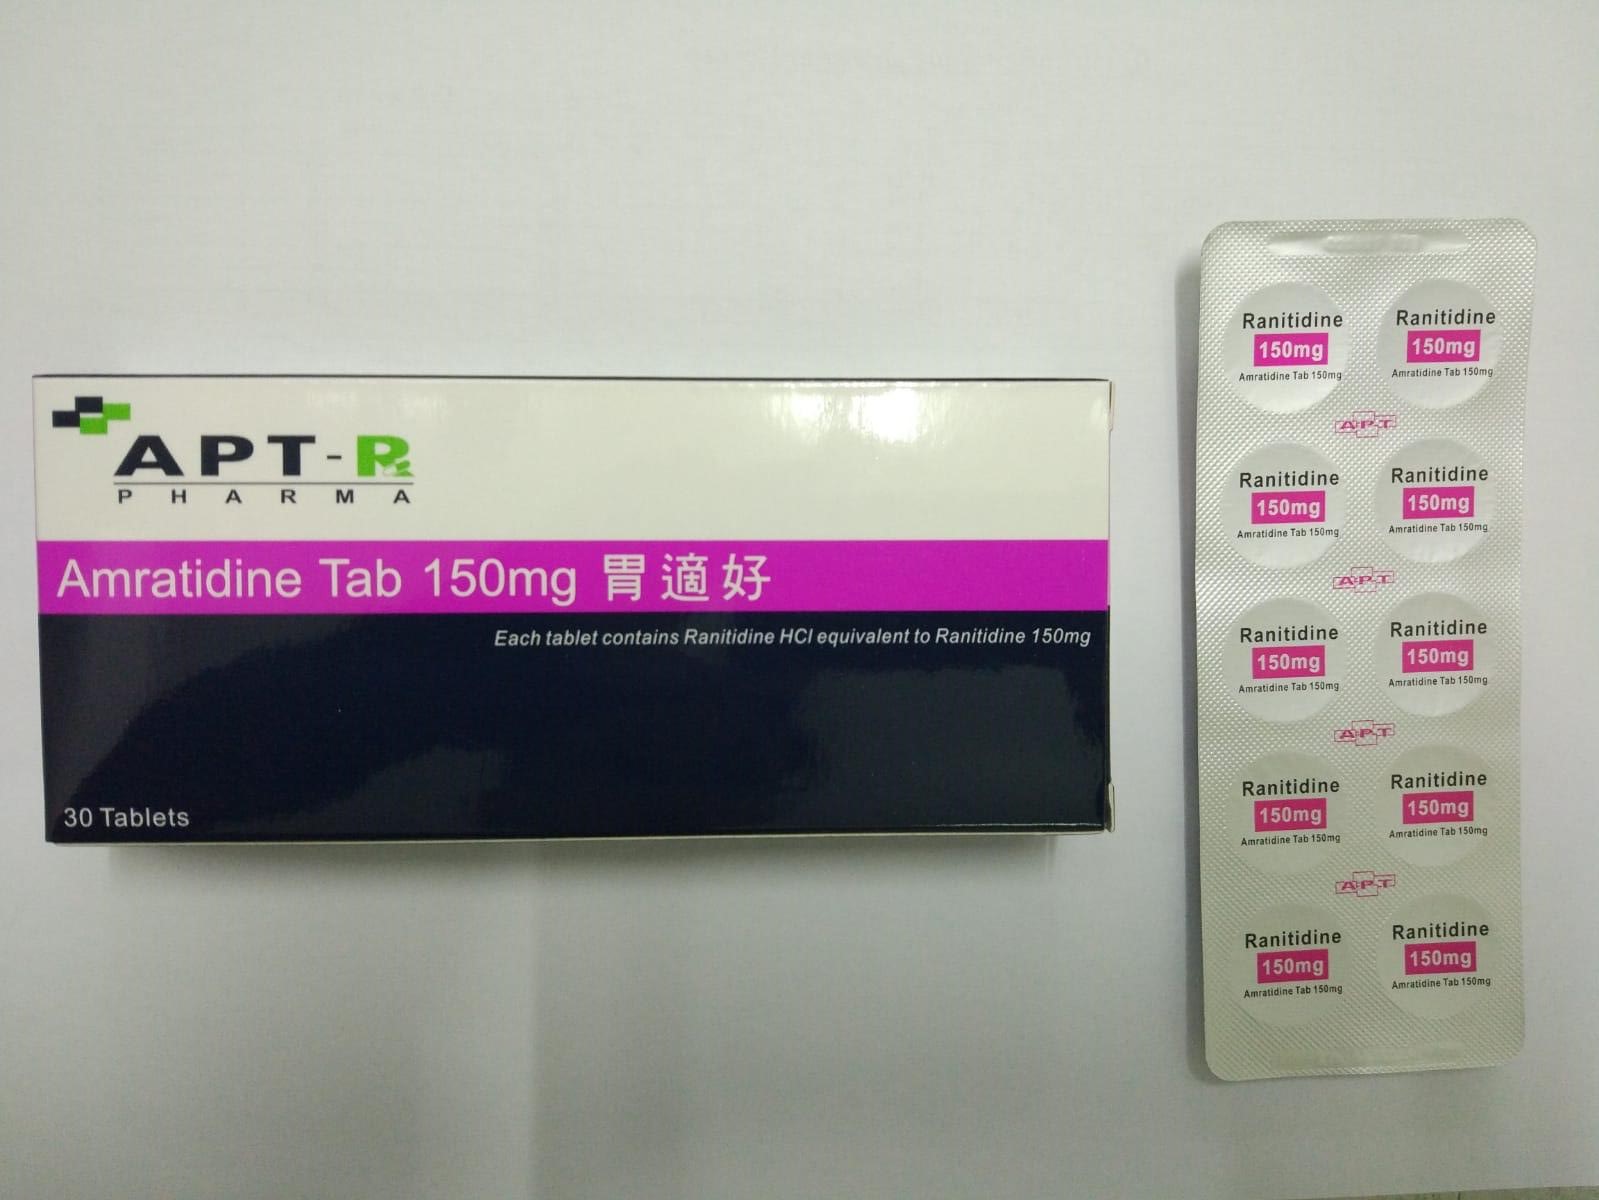 APT-Rx
PHARMA
Amratidine Tab 150mg 胃適好
Each tablet contains Ranitidine HCl equivalent to Ranitidine 150mg
30 Tablets
Ranitidine
150mg
Amratidine Tab 150mg
Ranitidine
150mg
Amratidine Tab 150mg
APT
Ranitidine
150mg
Amratidine Tab 150mg
Ranitidine
150mg
Amratidine Tab 150mg
APT
Ranitidine
150mg
Amratidine Tab 150mg
Ranitidine
150mg
Amratidine Tab 150mg
APT
Ranitidine
150mg
Amratidine Tab 150mg
Ranitidine
150mg
Amratidine Tab 150mg
APT
Ranitidine
150mg
Amratidine Tab 150mg
Ranitidine
150mg
Amratidine Tab 150mg